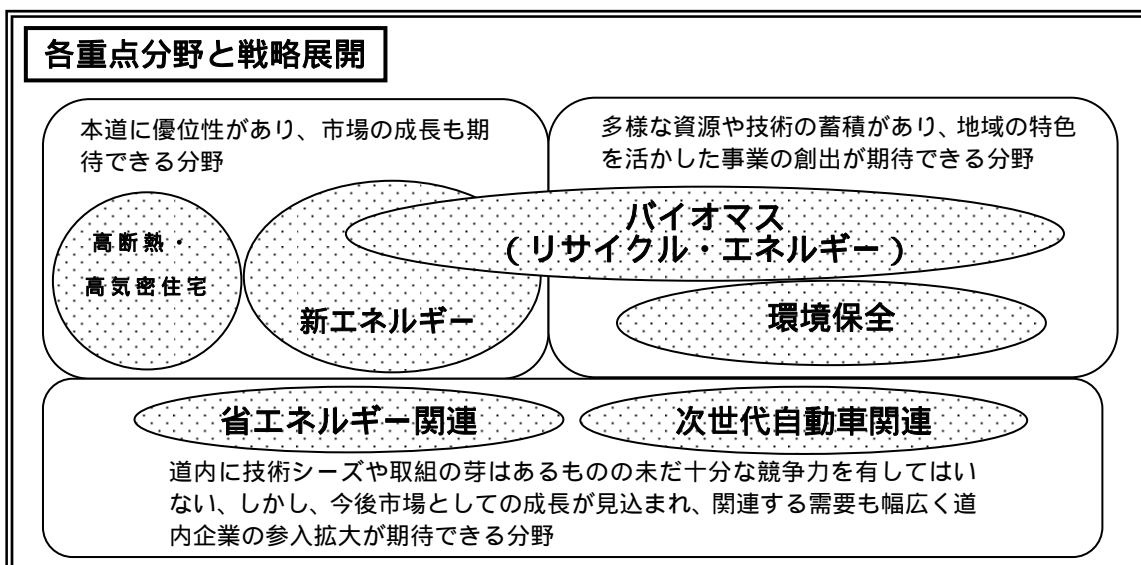 各重点分野と戦略展開
本道に優位性があり、市場の成長も期
待できる分野
多様な資源や技術の蓄積があり、地域の特色
を活かした事業の創出が期待できる分野
高断熱・
高気密住宅
新エネルギー
バイオマス
(リサイクル・エネルギー)
環境保全
省エネルギー関連
次世代自動車関連
道内に技術シーズや取組の芽はあるものの未だ十分な競争力を有してはい
ない、しかし、今後市場としての成長が見込まれ、関連する需要も幅広く道
内企業の参入拡大が期待できる分野